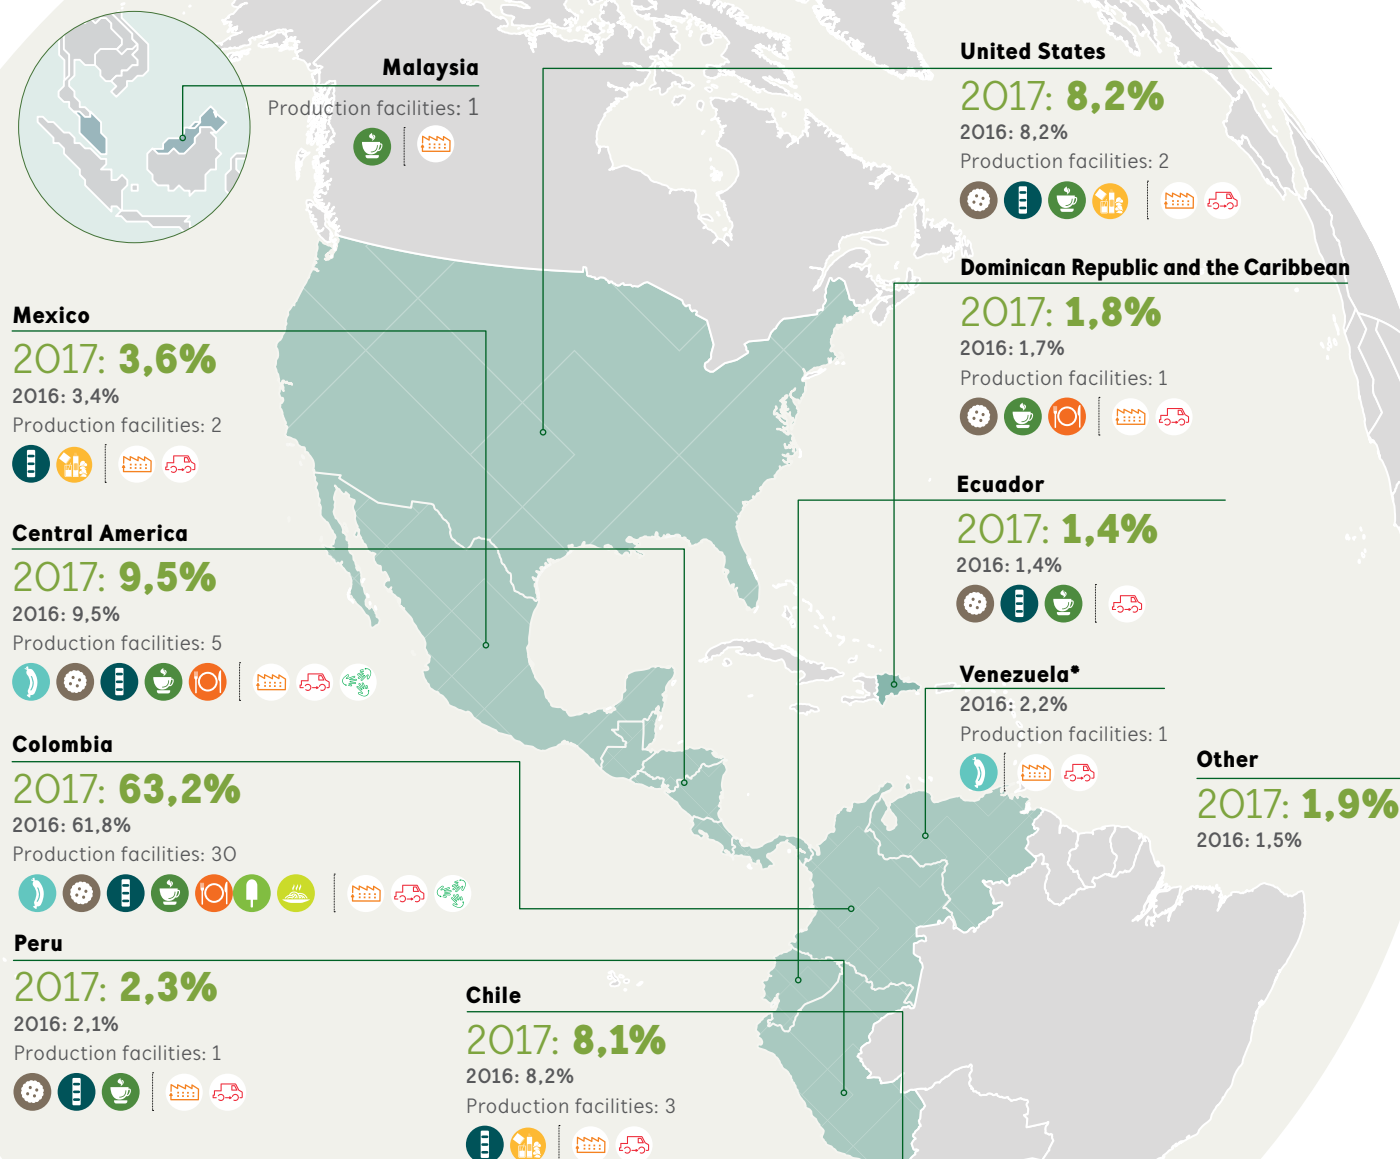 Malaysia
Production facilities: 1
United States
2017: 8,2%
2016: 8,2%
Production facilities: 2
Dominican Republic and the Caribbean
2017: 1,8%
2016: 1,7%
Production facilities: 1
Mexico
2017: 3,6%
2016: 3,4%
Production facilities: 2
Ecuador
2017: 1,4%
2016: 1,4%
Central America
2017: 9,5%
2016: 9,5%
Production facilities: 5
Venezuela*
2016: 2,2%
Production facilities: 1
Colombia
2017: 63,2%
2016: 61,8%
Production facilities: 30
Other
2017: 1,9%
2016: 1,5%
Peru
2017: 2,3%
2016: 2,1%
Production facilities: 1
Chile
2017: 8,1%
2016: 8,2%
Production facilities: 3